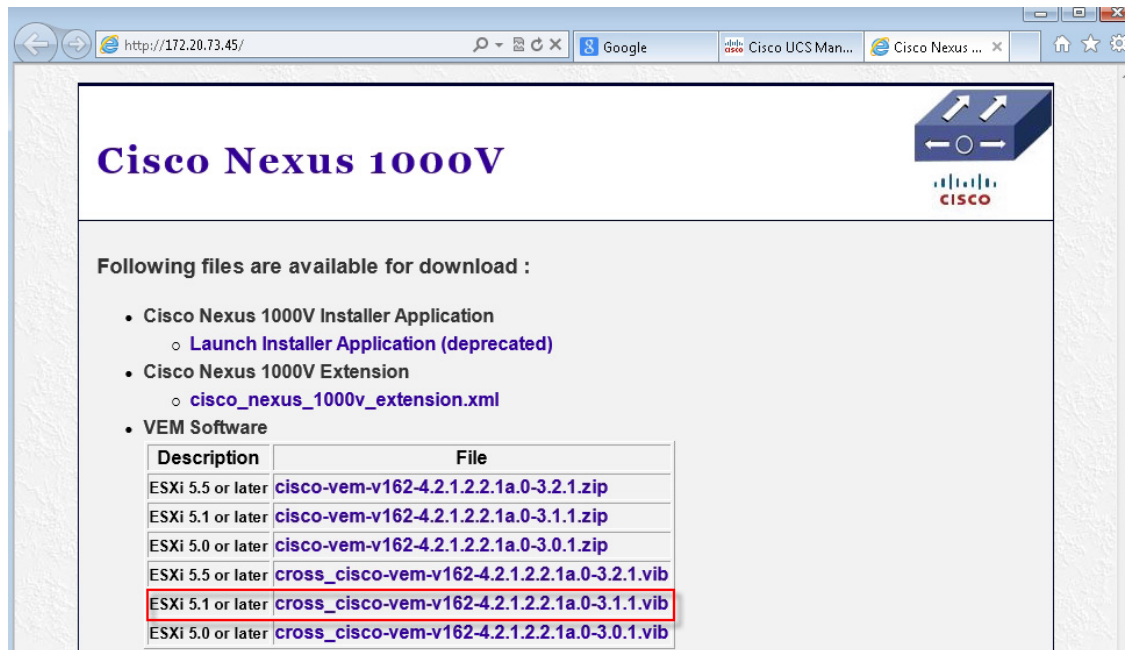 http://172.20.73.45/
Google
Cisco UCS Man...
Cisco Nexus ...
Cisco Nexus 1000V
CISCO
Following files are available for download :
Cisco Nexus 1000V Installer Application
Launch Installer Application (deprecated)
Cisco Nexus 1000V Extension
cisco_nexus_1000v_extension.xml
VEM Software
Description File
ESXi 5.5 or later cisco-vem-v162-4.2.1.2.2.1a.0-3.2.1.zip
ESXi 5.1 or later cisco-vem-v162-4.2.1.2.2.1a.0-3.1.1.zip
ESXi 5.0 or later cisco-vem-v162-4.2.1.2.2.1a.0-3.0.1.zip
ESXi 5.5 or later cross_cisco-vem-v162-4.2.1.2.2.1a.0-3.2.1.vib
ESXi 5.1 or later cross_cisco-vem-v162-4.2.1.2.2.1a.0-3.1.1.vib
ESXi 5.0 or later cross_cisco-vem-v162-4.2.1.2.2.1a.0-3.0.1.vib